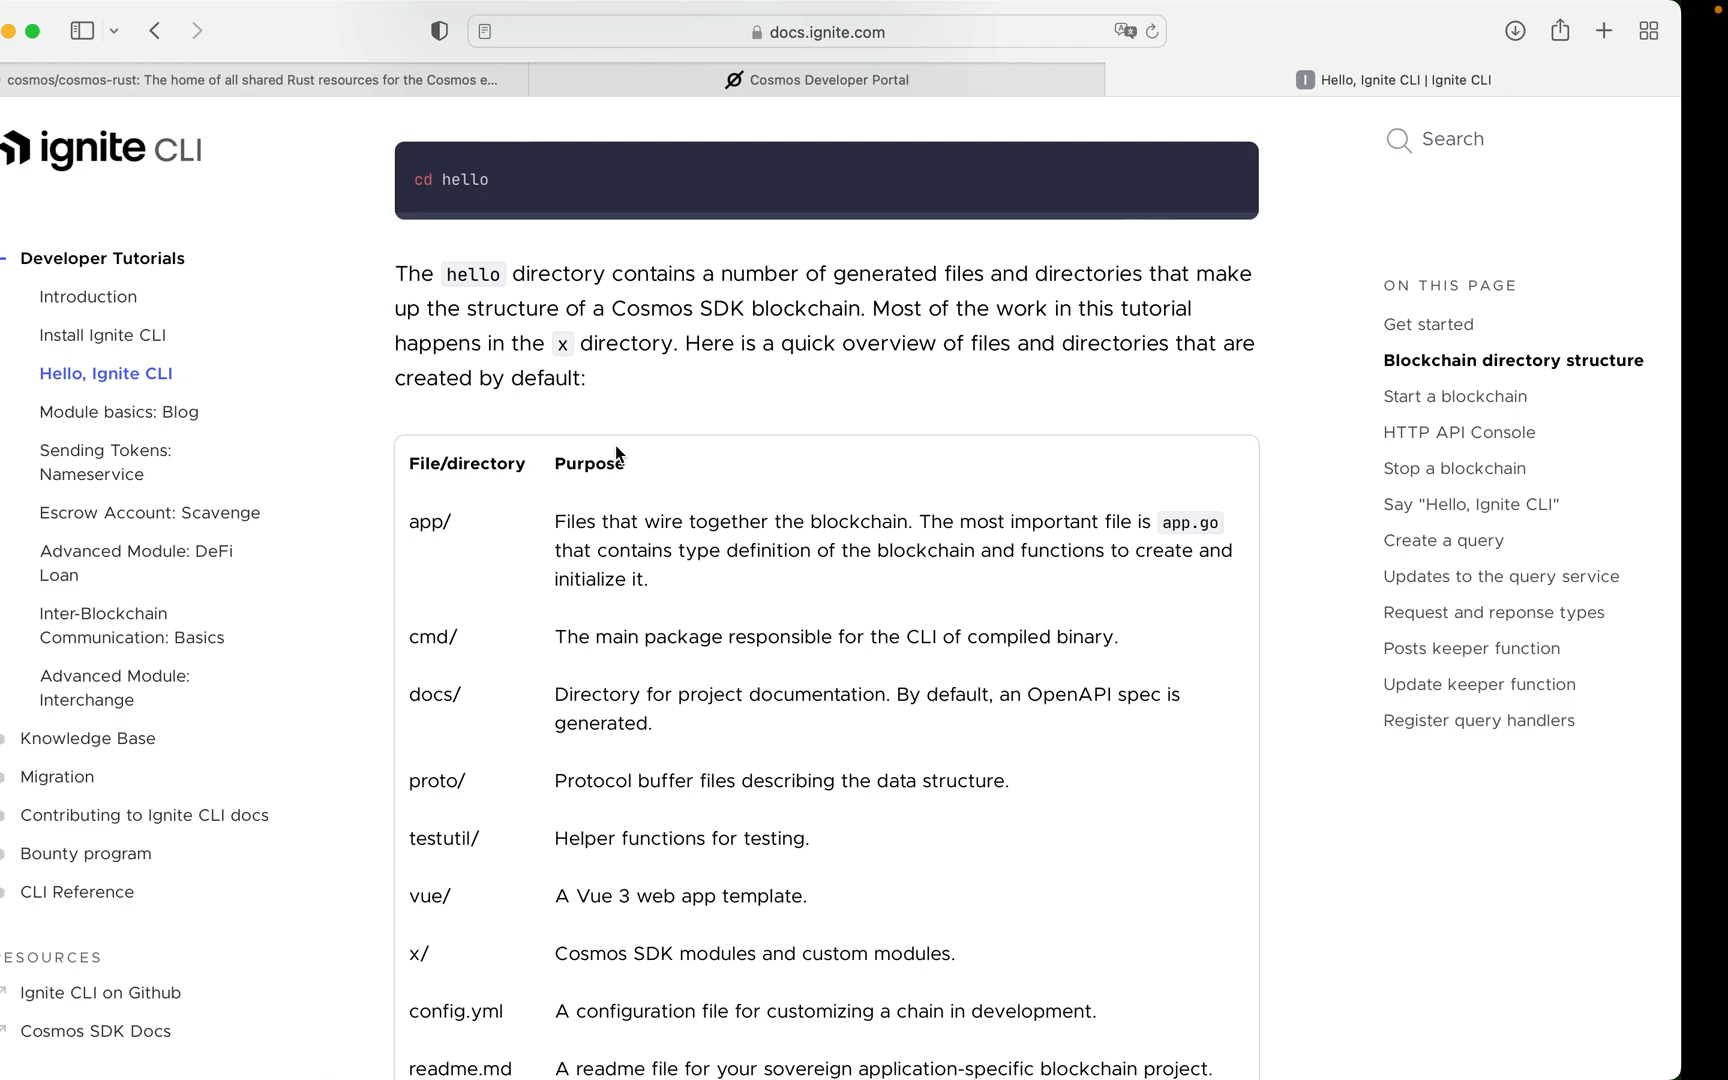 docs.ignite.com
cosmos/cosmos-rust: The home of all shared Rust resources for the Cosmos e...
Cosmos Developer Portal
I
Hello, Ignite CLI | Ignite CLI
ignite CLI
Search
cd hello
Developer Tutorials
Introduction
Install Ignite CLI
Hello, Ignite CLI
Module basics: Blog
Sending Tokens:
Nameservice
Escrow Account: Scavenge
Advanced Module: DeFi
Loan
Inter-Blockchain
Communication: Basics
Advanced Module:
Interchange
Knowledge Base
Migration
Contributing to Ignite CLI docs
Bounty program
CLI Reference
ESOURCES
Ignite CLI on Github
Cosmos SDK Docs
The hello directory contains a number of generated files and directories that make
up the structure of a Cosmos SDK blockchain. Most of the work in this tutorial
happens in the x directory. Here is a quick overview of files and directories that are
created by default:
File/directory Purpose
app/ Files that wire together the blockchain. The most important file is app.go
that contains type definition of the blockchain and functions to create and
initialize it.
cmd/ The main package responsible for the CLI of compiled binary.
docs/ Directory for project documentation. By default, an OpenAPI spec is
generated.
proto/ Protocol buffer files describing the data structure.
testutil/ Helper functions for testing.
vue/ A Vue 3 web app template.
x/ Cosmos SDK modules and custom modules.
config.yml A configuration file for customizing a chain in development.
readme.md A readme file for your sovereign application-specific blockchain project.
ON THIS PAGE
Get started
Blockchain directory structure
Start a blockchain
HTTP API Console
Stop a blockchain
Say "Hello, Ignite CLI"
Create a query
Updates to the query service
Request and reponse types
Posts keeper function
Update keeper function
Register query handlers